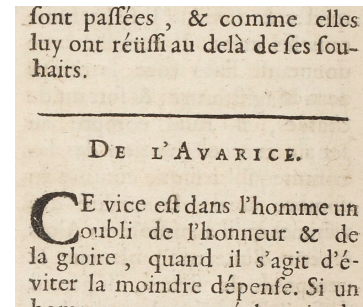 ſont paſſées , & comme elles
luy ont réüſſi au delà de ſes ſou-
haits.
DE L'AVARICE.
CE vice eſt dans l'homme un
oubli de l'honneur & de
la gloire , quand il s'agit d'é-
viter la moindre dépenſe. Si un